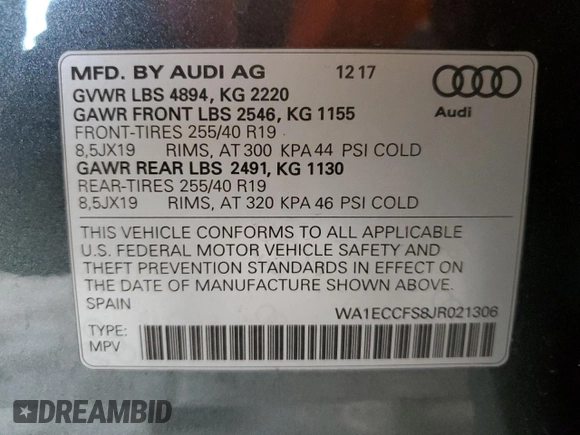 MFD. BY AUDI AG 12 17
GVWR LBS 4894, KG 2220
GAWR FRONT LBS 2546, KG 1155
FRONT-TIRES 255/40 R19
8,5JX19 RIMS, AT 300 KPA 44 PSI COLD
GAWR REAR LBS 2491, KG 1130
REAR-TIRES 255/40 R19
8,5JX19 RIMS, AT 320 KPA 46 PSI COLD
Audi
THIS VEHICLE CONFORMS TO ALL APPLICABLE
U.S. FEDERAL MOTOR VEHICLE SAFETY AND
THEFT PREVENTION STANDARDS IN EFFECT ON
THE DATE OF MANUFACTURE SHOWN ABOVE.
SPAIN WA1ECCFS8JR021306
TYPE:
MPV
DREAMBID